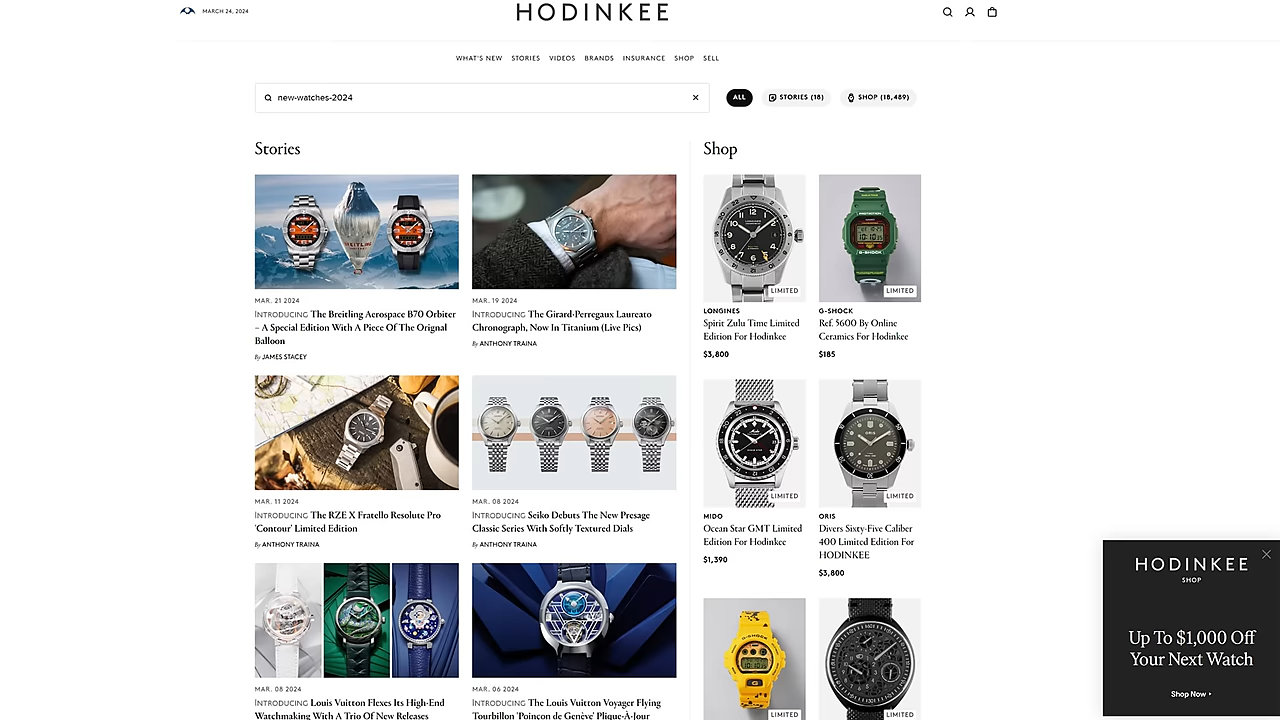 MARCH 24, 2024
HODINKEE
WHAT'S NEW STORIES VIDEOS BRANDS INSURANCE SHOP SELL
new-watches-2024
ALL
STORIES (18)
SHOP (18,489)
Stories
BREITLING
MAR. 21 2024
INTRODUCING The Breitling Aerospace B70 Orbiter
– A Special Edition With A Piece Of The Orignal
Balloon
By JAMES STACEY
MAR. 19 2024
INTRODUCING The Girard-Perregaux Laureato
Chronograph, Now In Titanium (Live Pics)
By ANTHONY TRAINA
MAR. 11 2024
INTRODUCING The RZE X Fratello Resolute Pro
'Contour' Limited Edition
By ANTHONY TRAINA
MAR. 08 2024
INTRODUCING Seiko Debuts The New Presage
Classic Series With Softly Textured Dials
By ANTHONY TRAINA
MAR. 08 2024
INTRODUCING Louis Vuitton Flexes Its High-End
Watchmaking With A Trio Of New Releases
MAR. 06 2024
INTRODUCING The Louis Vuitton Voyager Flying
Tourbillon 'Poincon de Genève' Plique-À-Jour
Shop
LIMITED
LONGINES
Spirit Zulu Time Limited
Edition For Hodinkee
$3,800
PROTECTION
G-SHOCK
LIMITED
G-SHOCK
Ref. 5600 By Online
Ceramics For Hodinkee
$185
LIMITED
MIDO
Ocean Star GMT Limited
Edition For Hodinkee
$1,390
ORIS
LIMITED
ORIS
Divers Sixty-Five Caliber
400 Limited Edition For
HODINKEE
$3,800
G-SHOCK
LIMITED
LIMITED
HODINKEE
SHOP
Up To $1,000 Off
Your Next Watch
Shop Now